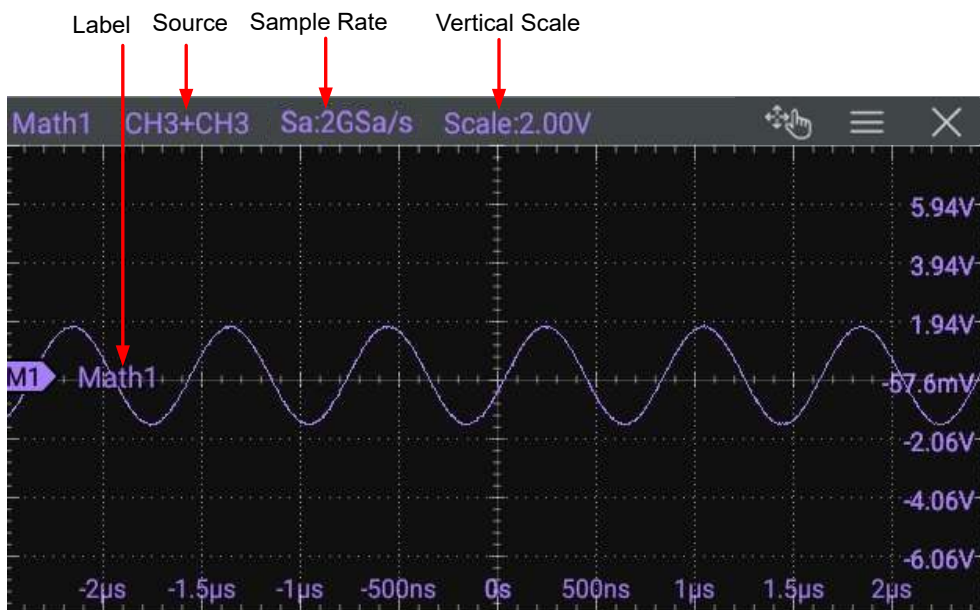 Label Source Sample Rate Vertical Scale
Math1 CH3+CH3 Sa:2GSa/s Scale:2.00V
5.94V
3.94V
1.94V
M1 Math1 -57.6mV
-2.06V
-4.06V
-6.06V
-2µs -1.5µs -1µs -500ns 0s 500ns 1µs 1.5µs 2µs